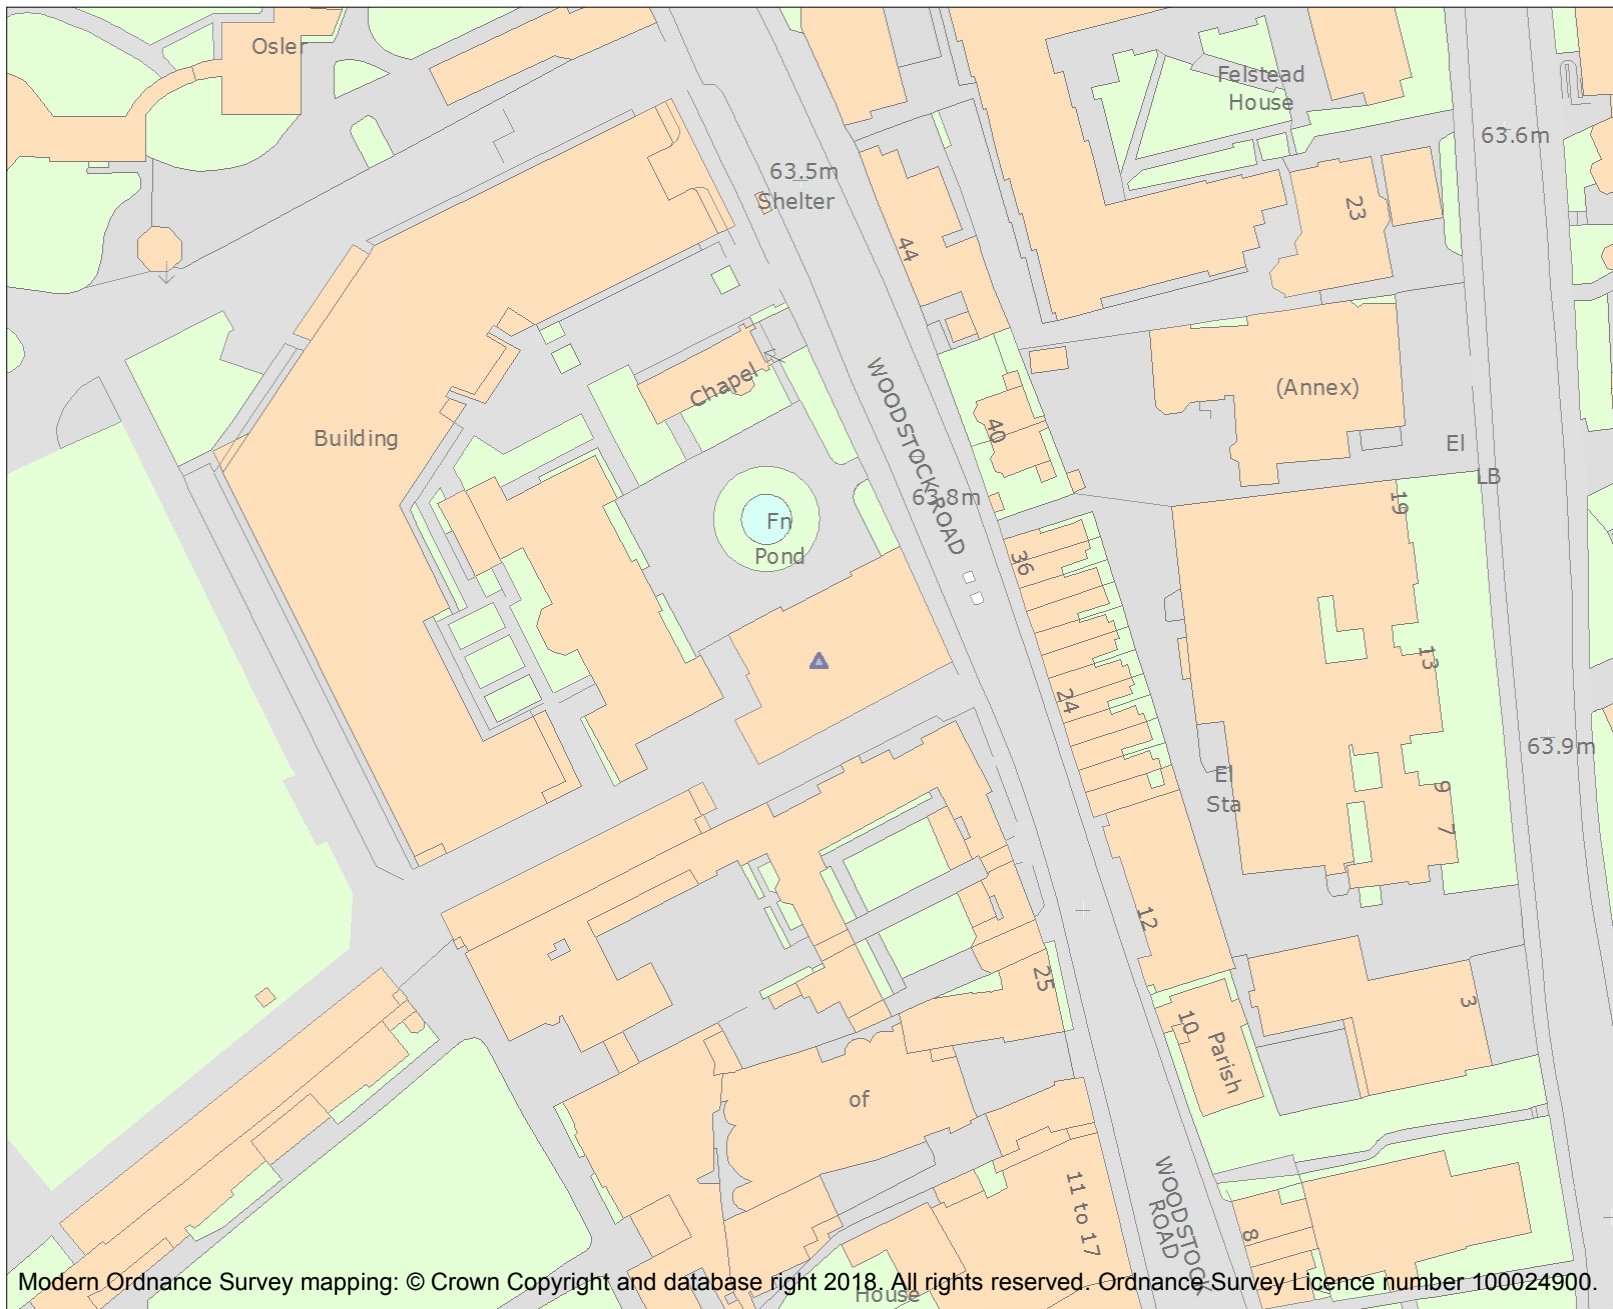 Osler
Felstead
House
63.6m
63.5m
Shelter
23
44
WOODSTOCK ROAD
Chapel
(Annex)
40
Building
El
LB
63.8m
19
Fn
Pond
36
13
24
63.9m
El
Sta
9
7
12
25
3
10
Parish
of
11 to 17
WOODSTOCK
ROAD
8
House
Modern Ordnance Survey mapping: © Crown Copyright and database right 2018. All rights reserved. Ordnance Survey Licence number 100024900.